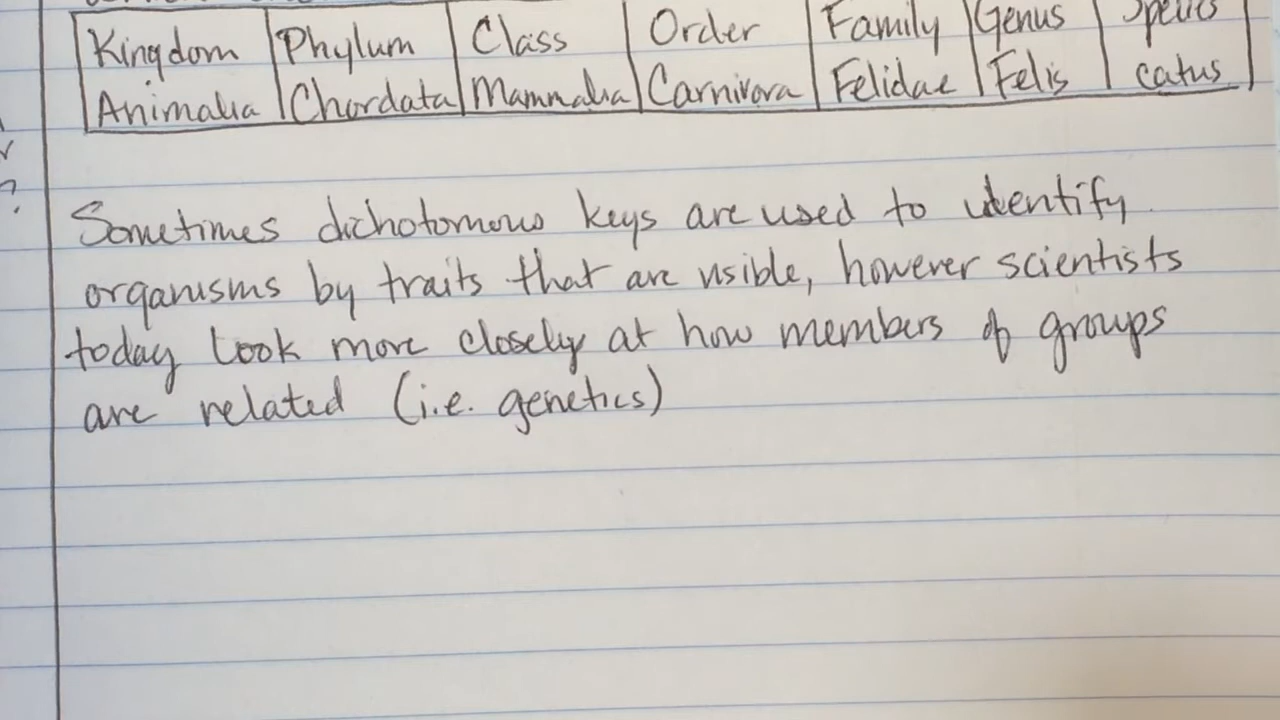 Kingdom Phylum Class Order Family Genus Species
Animalia Chordata Mammalia Carnivora Felidae Felis catus
Sometimes dichotomous keys are used to identify
organisms by traits that are visible, however scientists
today look more closely at how members of groups
are related (i.e. genetics)